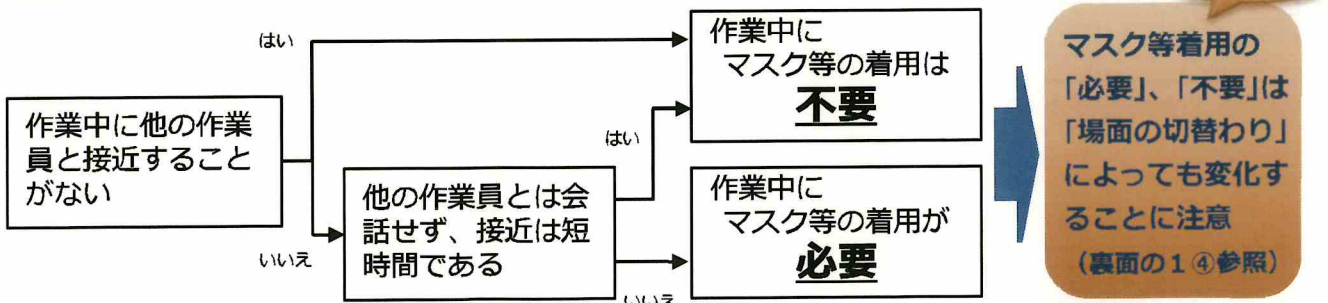 はい
作業中に他の作業
員と接近すること
がない
いいえ
他の作業員とは会
話せず、接近は短
時間である
はい
いいえ
作業中に
マスク等の着用は
不要
作業中に
マスク等の着用が
必要
マスク等着用の
「必要」、「不要」は
「場面の切替わり」
によっても変化す
ることに注意
(裏面の1④参照)